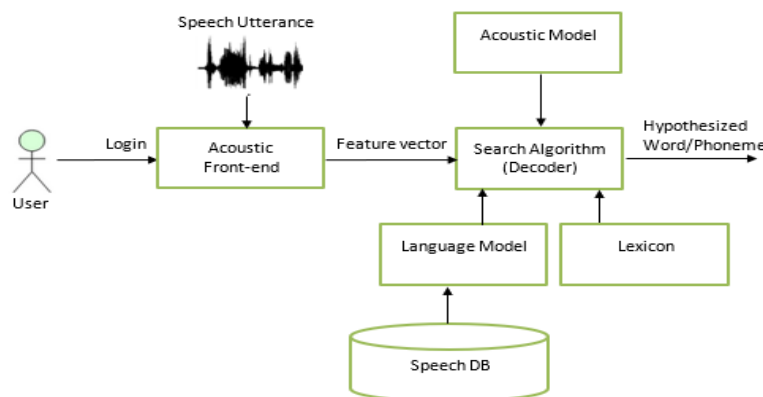 Speech Utterance
Acoustic Model
Login
Acoustic
Front-end
Feature vector
Search Algorithm
(Decoder)
Hypothesized
Word/Phoneme
User
Language Model
Lexicon
Speech DB